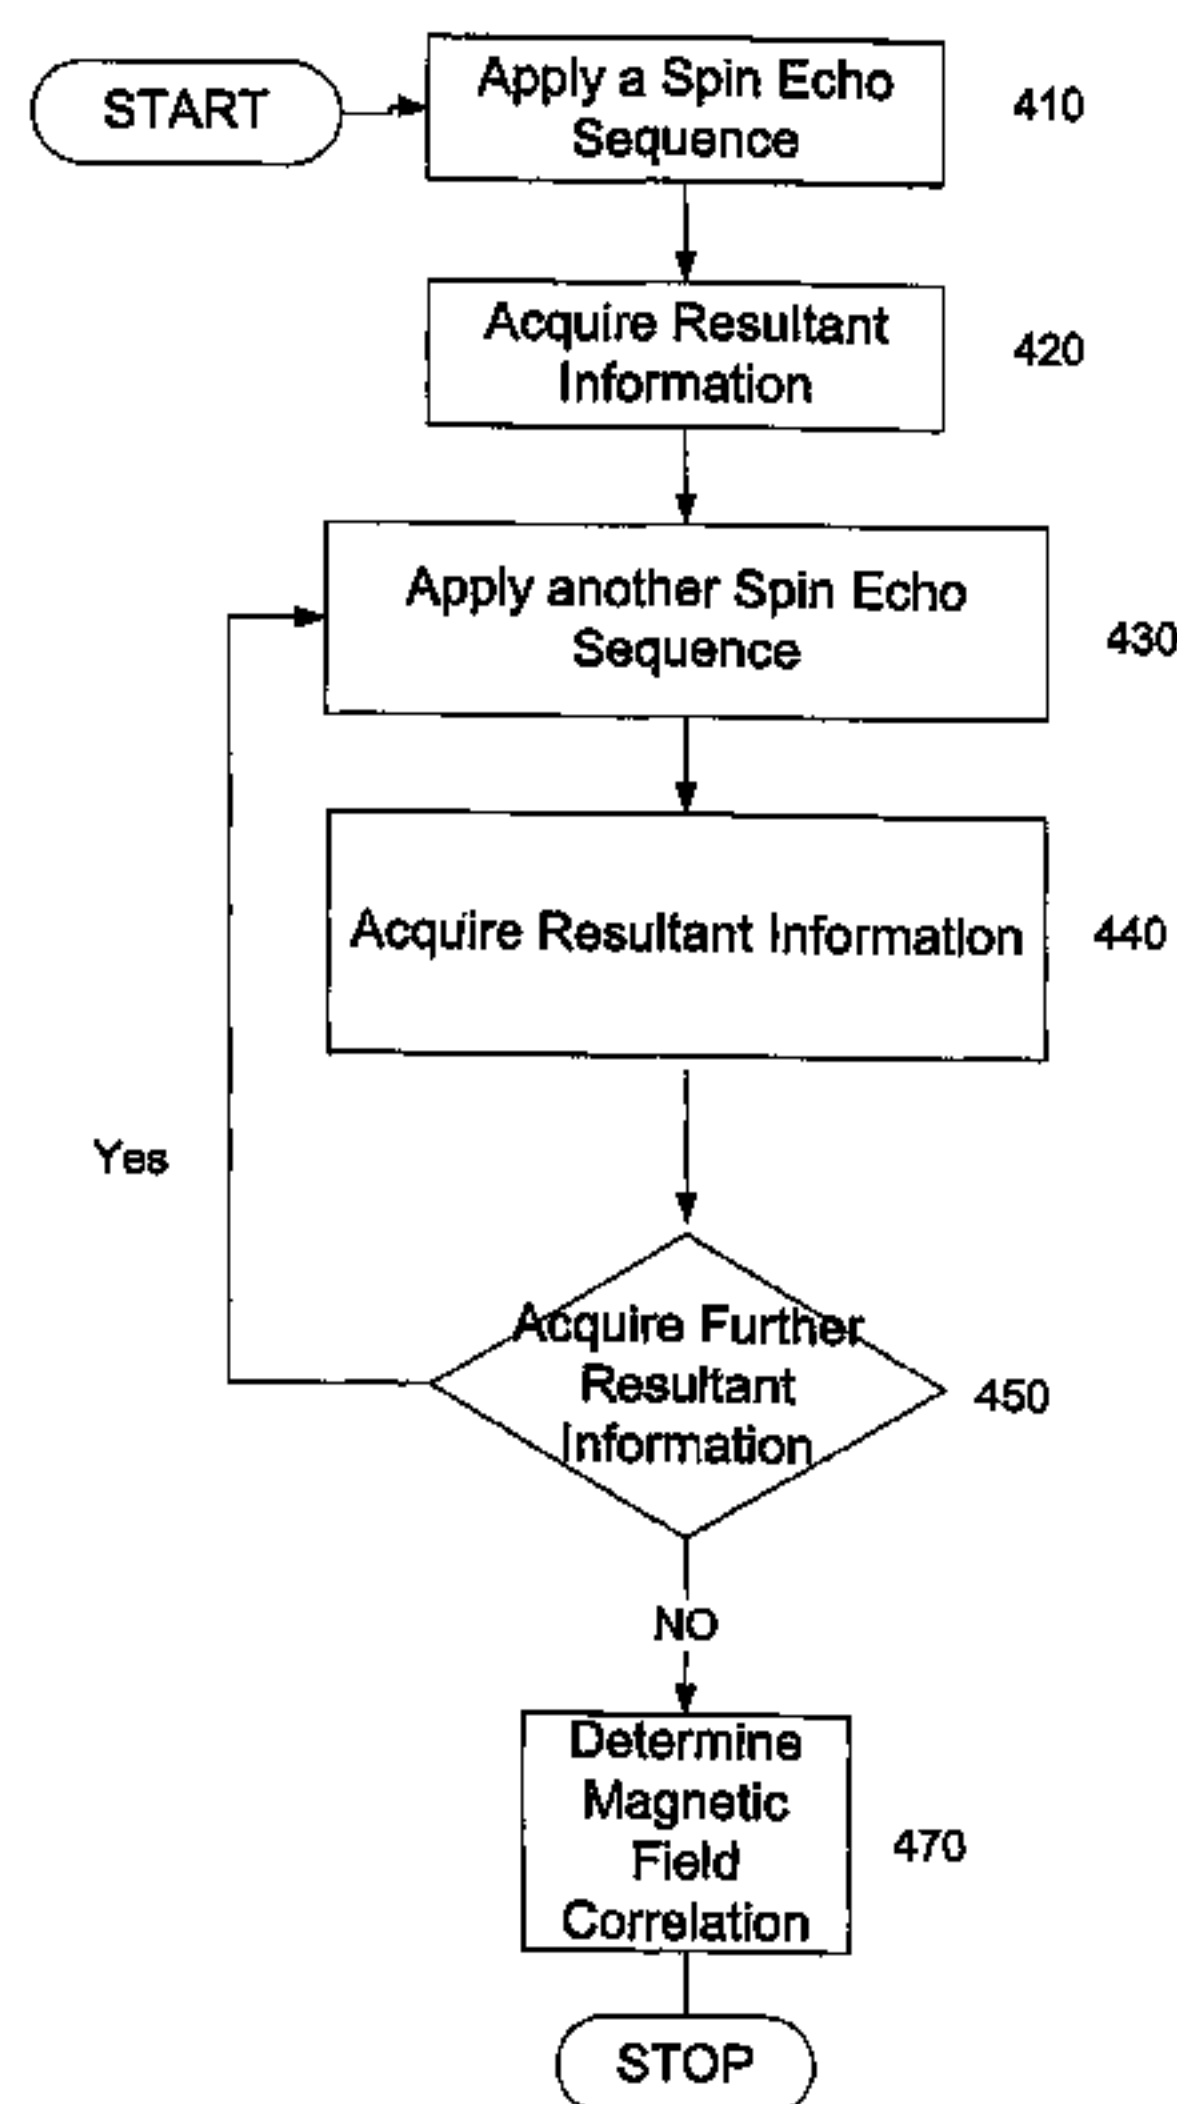 START
Apply a Spin Echo
Sequence
410
Acquire Resultant
Information
420
Apply another Spin Echo
Sequence
430
Acquire Resultant Information
440
Yes
Acquire Further
Resultant
Information
450
NO
Determine
Magnetic
Field
Correlation
470
STOP